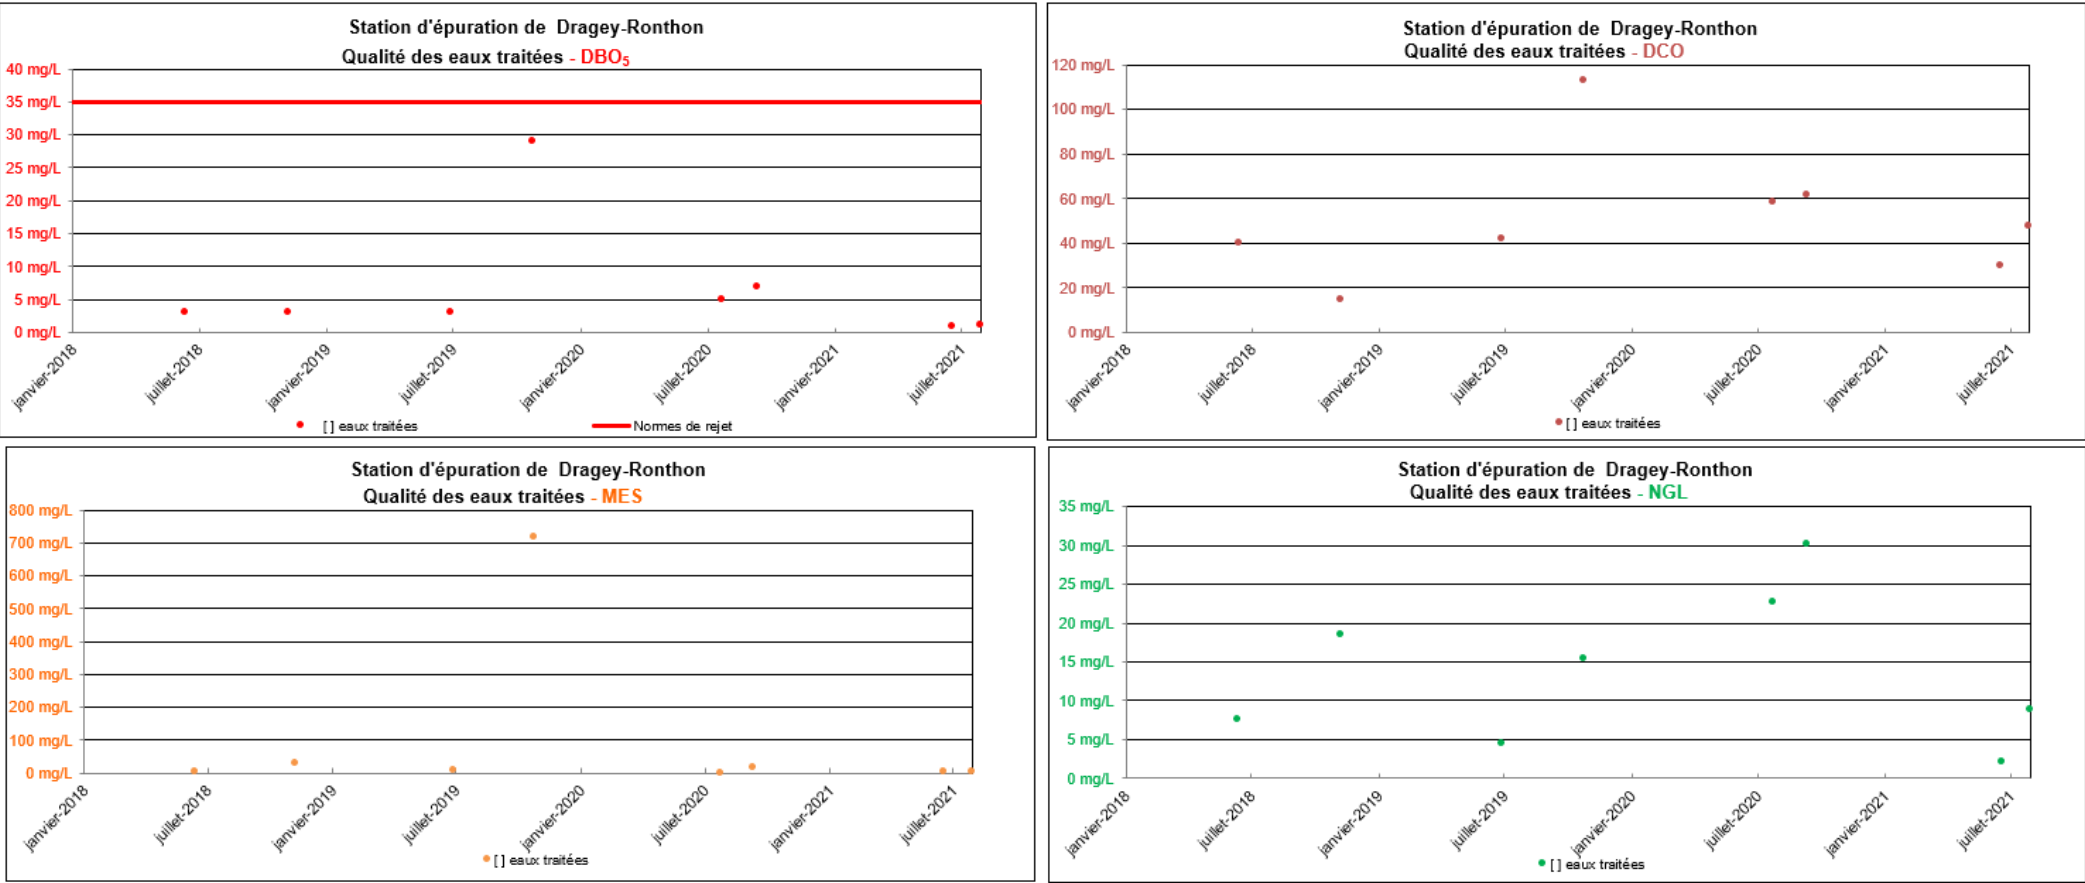 Station d'épuration de Dragey-Ronthon
Qualité des eaux traitées - DBO₅
40 mg/L
35 mg/L
30 mg/L
25 mg/L
20 mg/L
15 mg/L
10 mg/L
5 mg/L
0 mg/L
janvier-2018
juillet-2018
janvier-2019
juillet-2019
janvier-2020
juillet-2020
janvier-2021
juillet-2021
[ ] eaux traitées
Normes de rejet
Station d'épuration de Dragey-Ronthon
Qualité des eaux traitées - DCO
120 mg/L
100 mg/L
80 mg/L
60 mg/L
40 mg/L
20 mg/L
0 mg/L
janvier-2018
juillet-2018
janvier-2019
juillet-2019
janvier-2020
juillet-2020
janvier-2021
juillet-2021
[ ] eaux traitées
Station d'épuration de Dragey-Ronthon
Qualité des eaux traitées - MES
800 mg/L
700 mg/L
600 mg/L
500 mg/L
400 mg/L
300 mg/L
200 mg/L
100 mg/L
0 mg/L
janvier-2018
juillet-2018
janvier-2019
juillet-2019
janvier-2020
juillet-2020
janvier-2021
juillet-2021
[ ] eaux traitées
Station d'épuration de Dragey-Ronthon
Qualité des eaux traitées - NGL
35 mg/L
30 mg/L
25 mg/L
20 mg/L
15 mg/L
10 mg/L
5 mg/L
0 mg/L
janvier-2018
juillet-2018
janvier-2019
juillet-2019
janvier-2020
juillet-2020
janvier-2021
juillet-2021
[ ] eaux traitées